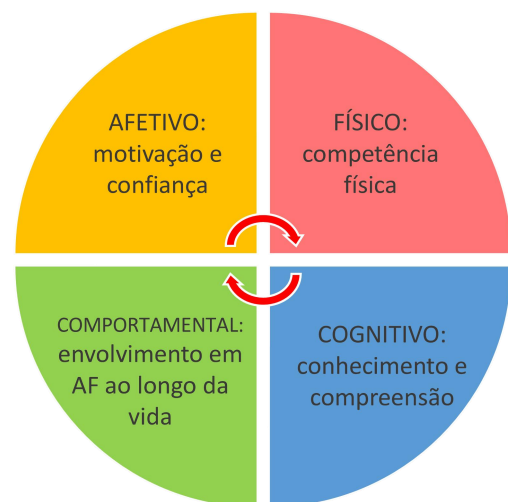 AFETIVO:
motivação e
confiança
FÍSICO:
competência
física
COMPORTAMENTAL:
envolvimento em
AF ao longo da
vida
COGNITIVO:
conhecimento e
compreensão